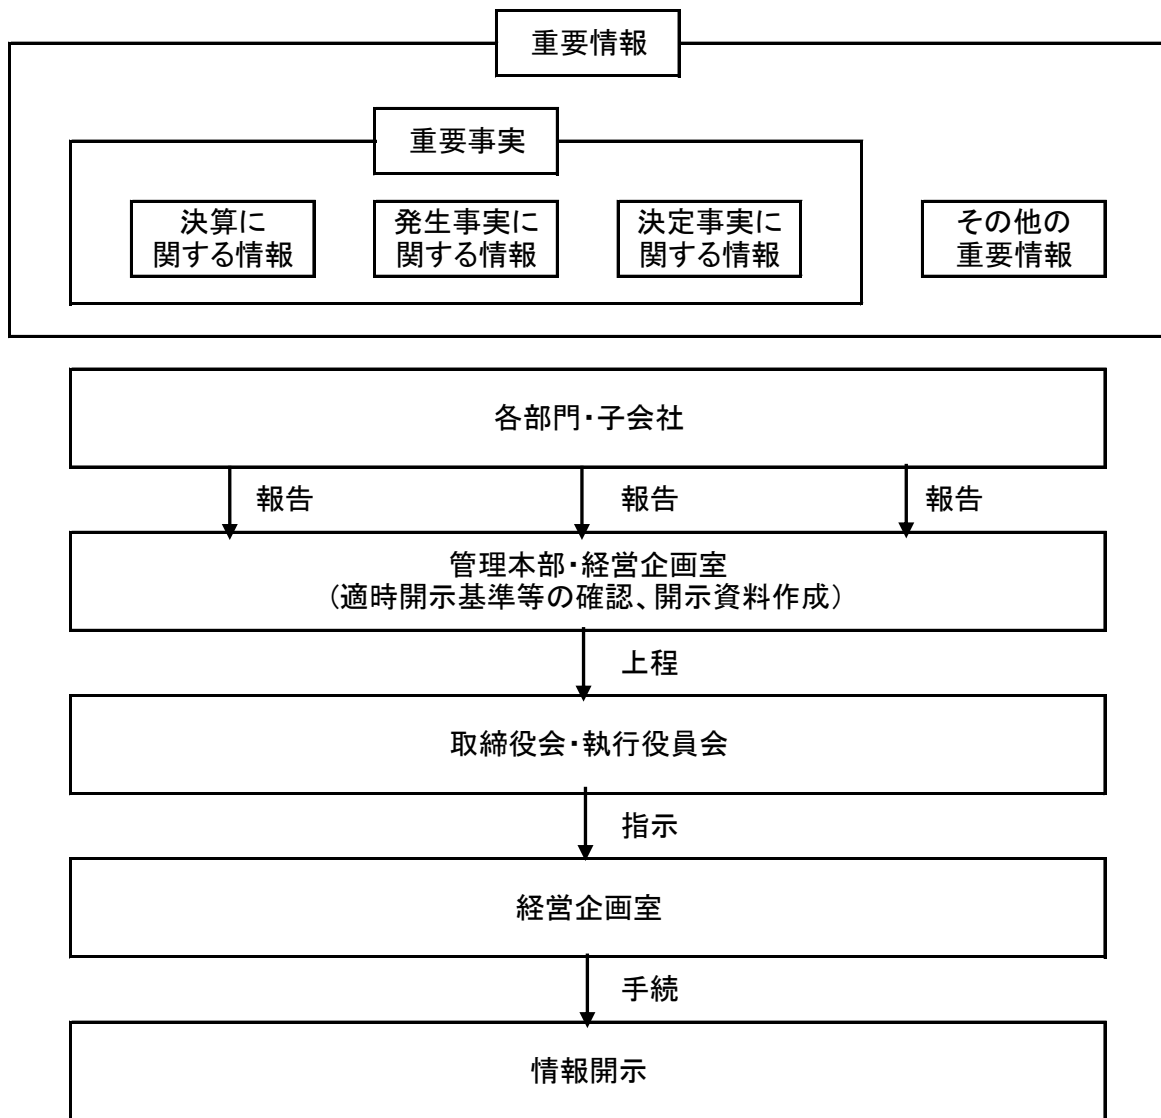 重要情報
重要事実
決算に
関する情報
発生事実に
関する情報
決定事実に
関する情報
その他の
重要情報
各部門・子会社
報告
報告
報告
管理本部・経営企画室
（適時開示基準等の確認、開示資料作成）
上程
取締役会・執行役員会
指示
経営企画室
手続
情報開示